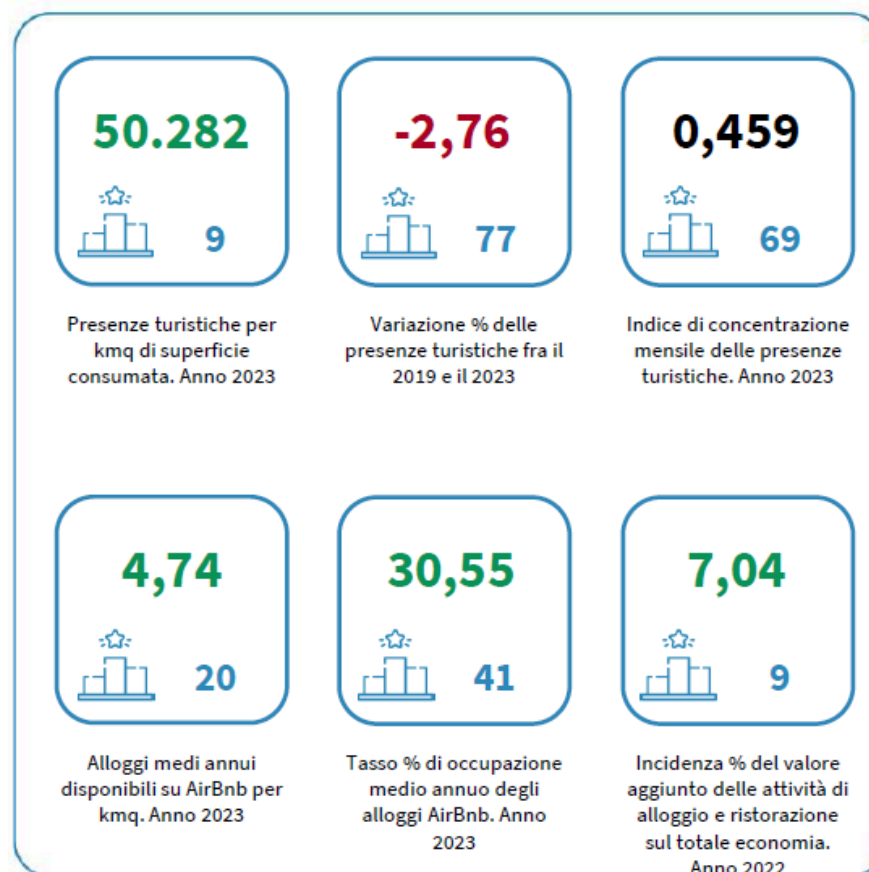 50.282
9
Presenze turistiche per
kmq di superficie
consumata. Anno 2023
-2,76
77
Variazione % delle
presenze turistiche fra il
2019 e il 2023
0,459
69
Indice di concentrazione
mensile delle presenze
turistiche. Anno 2023
4,74
20
Alloggi medi annui
disponibili su AirBnb per
kmq. Anno 2023
30,55
41
Tasso % di occupazione
medio annuo degli
alloggi AirBnb. Anno
2023
7,04
9
Incidenza % del valore
aggiunto delle attività di
alloggio e ristorazione
sul totale economia.
Anno 2022